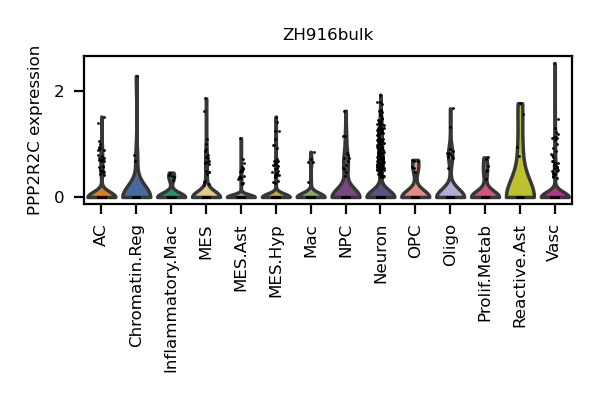 ZH916bulk
PPP2R2C expression
2
0
AC
Chromatin.Reg
Inflammatory.Mac
MES
MES.Ast
MES.Hyp
Mac
NPC
Neuron
OPC
Oligo
Prolif.Metab
Reactive.Ast
Vasc